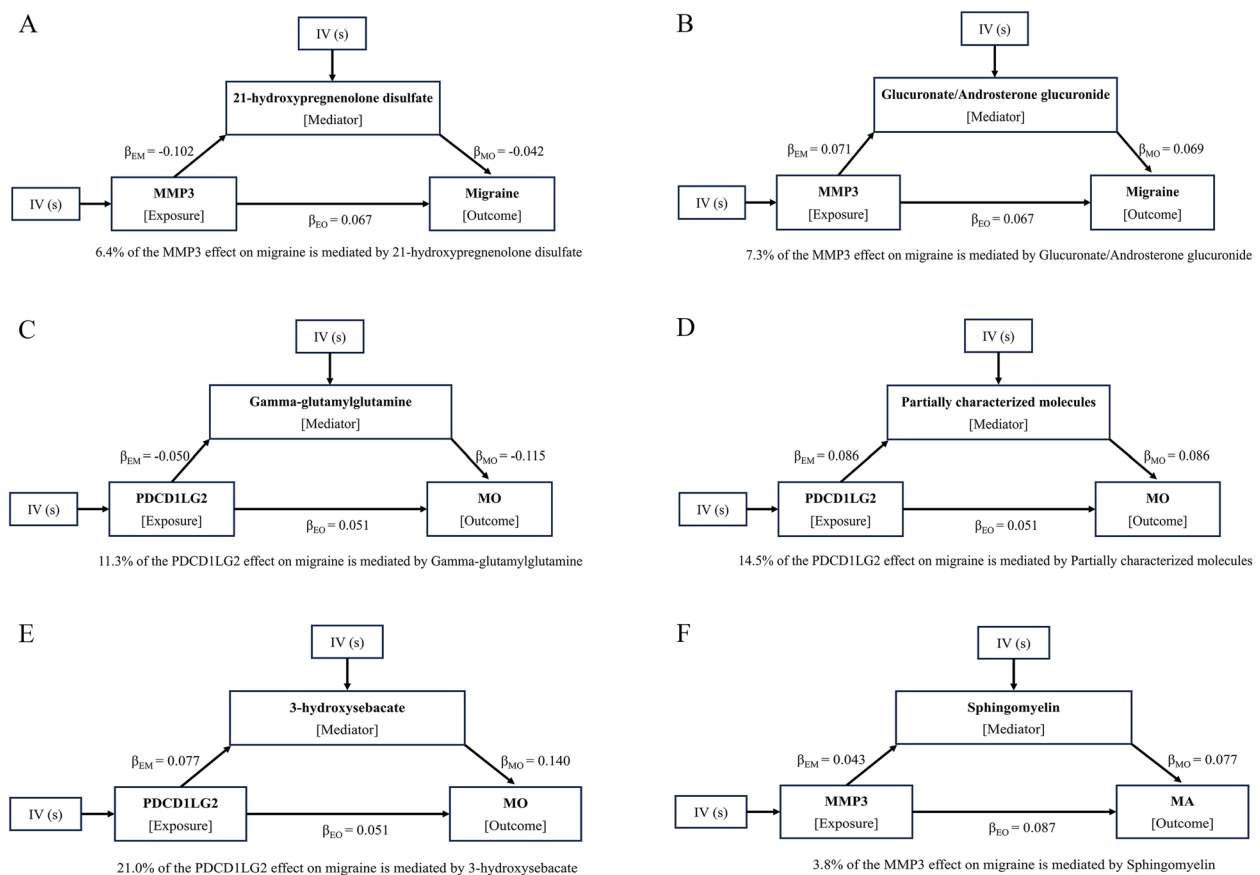 A
IV (s)
21-hydroxypregnenolone disulfate
[Mediator]
βEM = -0.102
βMO = -0.042
IV (s)
MMP3
[Exposure]
βEO = 0.067
Migraine
[Outcome]
6.4% of the MMP3 effect on migraine is mediated by 21-hydroxypregnenolone disulfate
B
IV (s)
Glucuronate/Androsterone glucuronide
[Mediator]
βEM = 0.071
βMO = 0.069
IV (s)
MMP3
[Exposure]
βEO = 0.067
Migraine
[Outcome]
7.3% of the MMP3 effect on migraine is mediated by Glucuronate/Androsterone glucuronide
C
IV (s)
Gamma-glutamylglutamine
[Mediator]
βEM = -0.050
βMO = -0.115
IV (s)
PDCD1LG2
[Exposure]
βEO = 0.051
MO
[Outcome]
11.3% of the PDCD1LG2 effect on migraine is mediated by Gamma-glutamylglutamine
D
IV (s)
Partially characterized molecules
[Mediator]
βEM = 0.086
βMO = 0.086
IV (s)
PDCD1LG2
[Exposure]
βEO = 0.051
MO
[Outcome]
14.5% of the PDCD1LG2 effect on migraine is mediated by Partially characterized molecules
E
IV (s)
3-hydroxysebacate
[Mediator]
βEM = 0.077
βMO = 0.140
IV (s)
PDCD1LG2
[Exposure]
βEO = 0.051
MO
[Outcome]
21.0% of the PDCD1LG2 effect on migraine is mediated by 3-hydroxysebacate
F
IV (s)
Sphingomyelin
[Mediator]
βEM = 0.043
βMO = 0.077
IV (s)
MMP3
[Exposure]
βEO = 0.087
MA
[Outcome]
3.8% of the MMP3 effect on migraine is mediated by Sphingomyelin